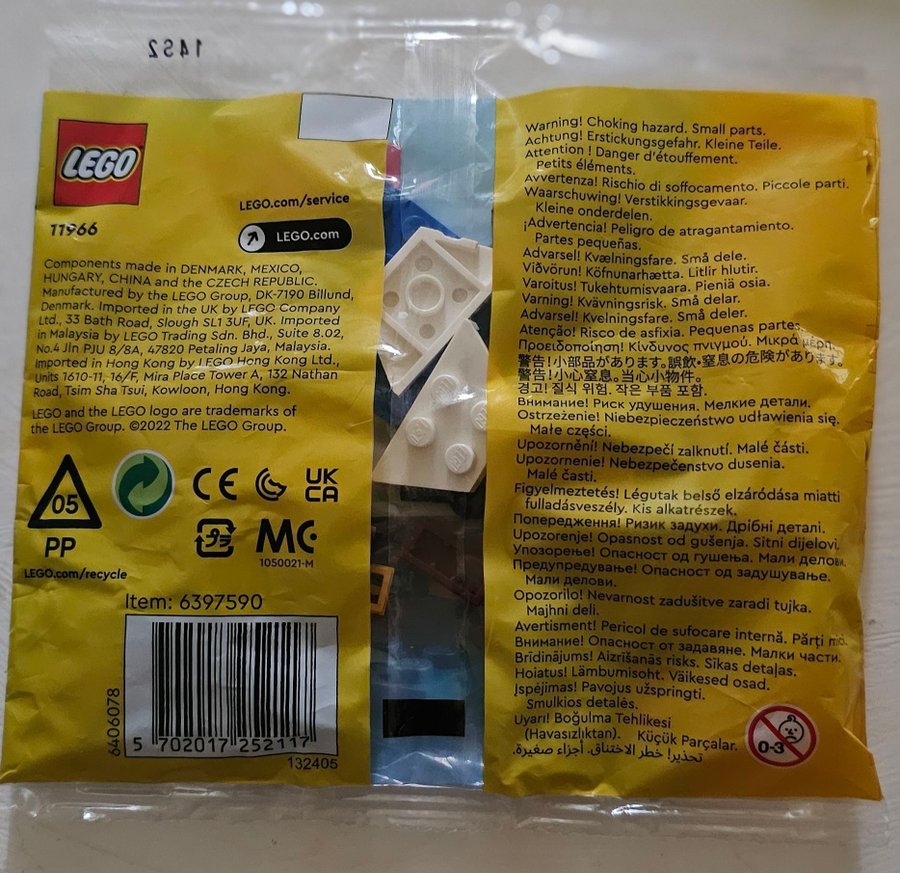 14S2
LEGO
11966
LEGO.com/service
LEGO.com
Components made in DENMARK, MEXICO,
HUNGARY, CHINA and the CZECH REPUBLIC.
Manufactured by the LEGO Group, DK-7190 Billund,
Denmark. Imported in the UK by LEGO Company
Ltd., 33 Bath Road, Slough SL1 3UF, UK. Imported
in Malaysia by LEGO Trading Sdn. Bhd., Suite 8.02,
No.4 Jln PJU 8/8A, 47820 Petaling Jaya, Malaysia.
Imported in Hong Kong by LEGO Hong Kong Ltd.,
Units 1610-11, 16/F, Mira Place Tower A, 132 Nathan
Road, Tsim Sha Tsui, Kowloon, Hong Kong.
LEGO and the LEGO logo are trademarks of
the LEGO Group. ©2022 The LEGO Group.
05
PP
CE
UK
CA
プラ
MC
1050021-M
LEGO.com/recycle
Item: 6397590
6406078
5 702017 252117
132405
Warning! Choking hazard. Small parts.
Achtung! Erstickungsgefahr. Kleine Teile.
Attention ! Danger d'étouffement.
Petits éléments.
Avvertenza! Rischio di soffocamento. Piccole parti.
Waarschuwing! Verstikkingsgevaar.
Kleine onderdelen.
¡Advertencia! Peligro de atragantamiento.
Partes pequeñas.
Advarsel! Kvælningsfare. Små dele.
Viðvörun! Köfnunarhætta. Litlir hlutir.
Varoitus! Tukehtumisvaara. Pieniä osia.
Varning! Kvävningsrisk. Små delar.
Advarsel! Kvelningsfare. Små deler.
Atenção! Risco de asfixia. Pequenas partes.
Προειδοποίηση! Κίνδυνος πνιγμού. Μικρά μέρη.
警告!小部品があります。誤飲・窒息の危険があります。
警告!小心窒息。当心小物件。
경고! 질식 위험. 작은 부품 포함.
Внимание! Риск удушения. Мелкие детали.
Ostrzeżenie! Niebezpieczeństwo udławienia się.
Małe części.
Upozornění! Nebezpečí zalknutí. Malé části.
Upozornenie! Nebezpečenstvo dusenia.
Malé časti.
Figyelmeztetés! Légutak belső elzáródása miatti
fulladásveszély. Kis alkatrészek.
Попередження! Ризик задухи. Дрібні деталі.
Upozorenje! Opasnost od gušenja. Sitni dijelovi.
Упозорење! Опасност од гушења. Мали делови.
Предупредување! Опасност од задушување.
Мали делови.
Opozorilo! Nevarnost zadušitve zaradi tujka.
Majhni deli.
Avertisment! Pericol de sufocare internă. Părți mici.
Внимание! Опасност от задавяне. Малки части.
Brīdinājums! Aizrīšanās risks. Sīkas detaļas.
Hoiatus! Lämbumisoht. Väikesed osad.
Įspėjimas! Pavojus užspringti.
Smulkios detalės.
Uyarı! Boğulma Tehlikesi
(Havasızlıktan). Küçük Parçalar.
تحذير! خطر الاختناق. أجزاء صغيرة.
0-3